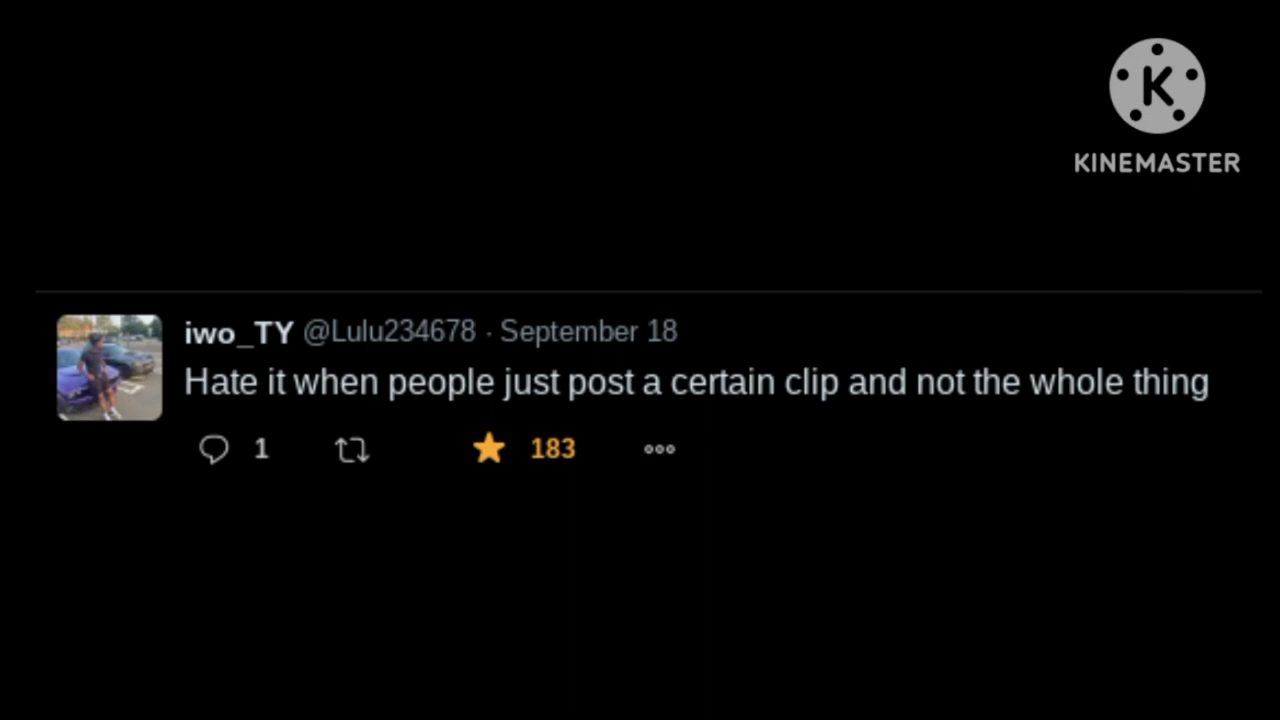 K
KINEMASTER
iwo_TY @Lulu234678 · September 18
Hate it when people just post a certain clip and not the whole thing
1 183